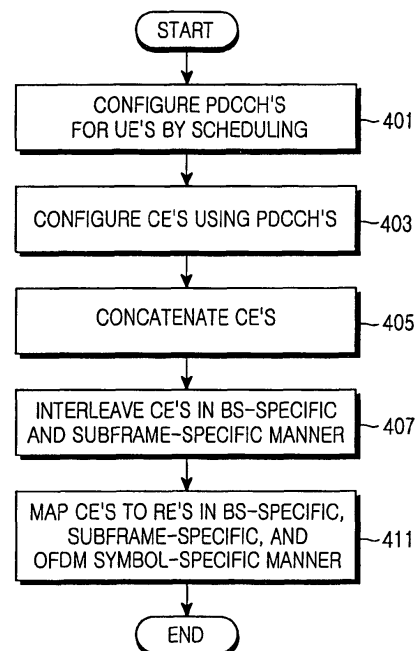 START
CONFIGURE PDCCH'S
FOR UE'S BY SCHEDULING
401
CONFIGURE CE'S USING PDCCH'S
403
CONCATENATE CE'S
405
INTERLEAVE CE'S IN BS-SPECIFIC
AND SUBFRAME-SPECIFIC MANNER
407
MAP CE'S TO RE'S IN BS-SPECIFIC,
SUBFRAME-SPECIFIC, AND
OFDM SYMBOL-SPECIFIC MANNER
411
END